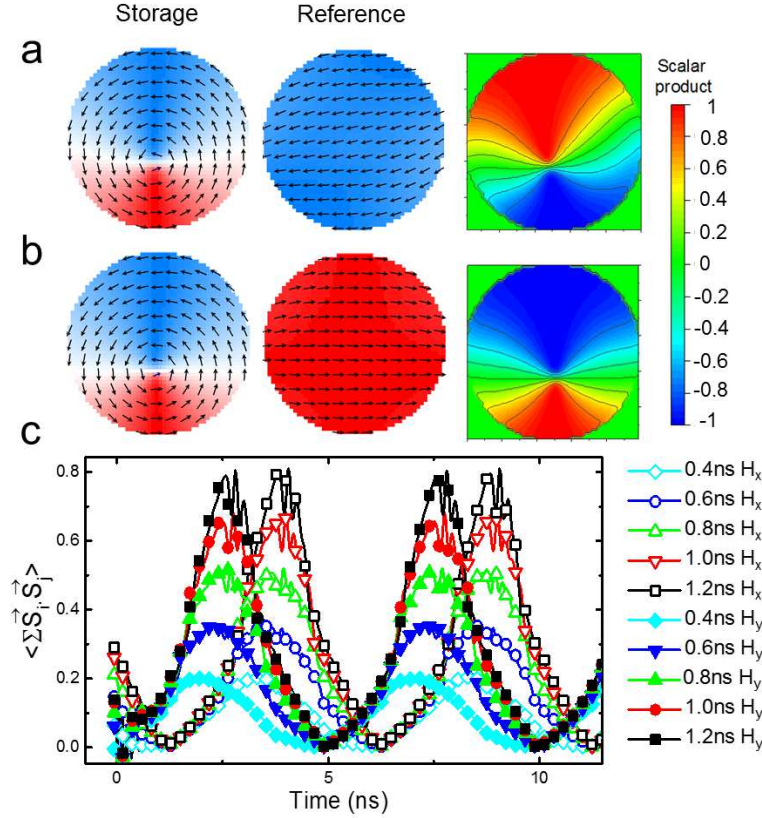 Storage Reference
a
Scalar
product
1
0.8
0.6
0.4
0.2
0
-0.2
-0.4
-0.6
-0.8
-1
b
c
0.8
0.6
0.4
0.2
0.0
<ΣS⃗i.S⃗j>
0 5 10
Time (ns)
0.4ns Hx
0.6ns Hx
0.8ns Hx
1.0ns Hx
1.2ns Hx
0.4ns Hy
0.6ns Hy
0.8ns Hy
1.0ns Hy
1.2ns Hy